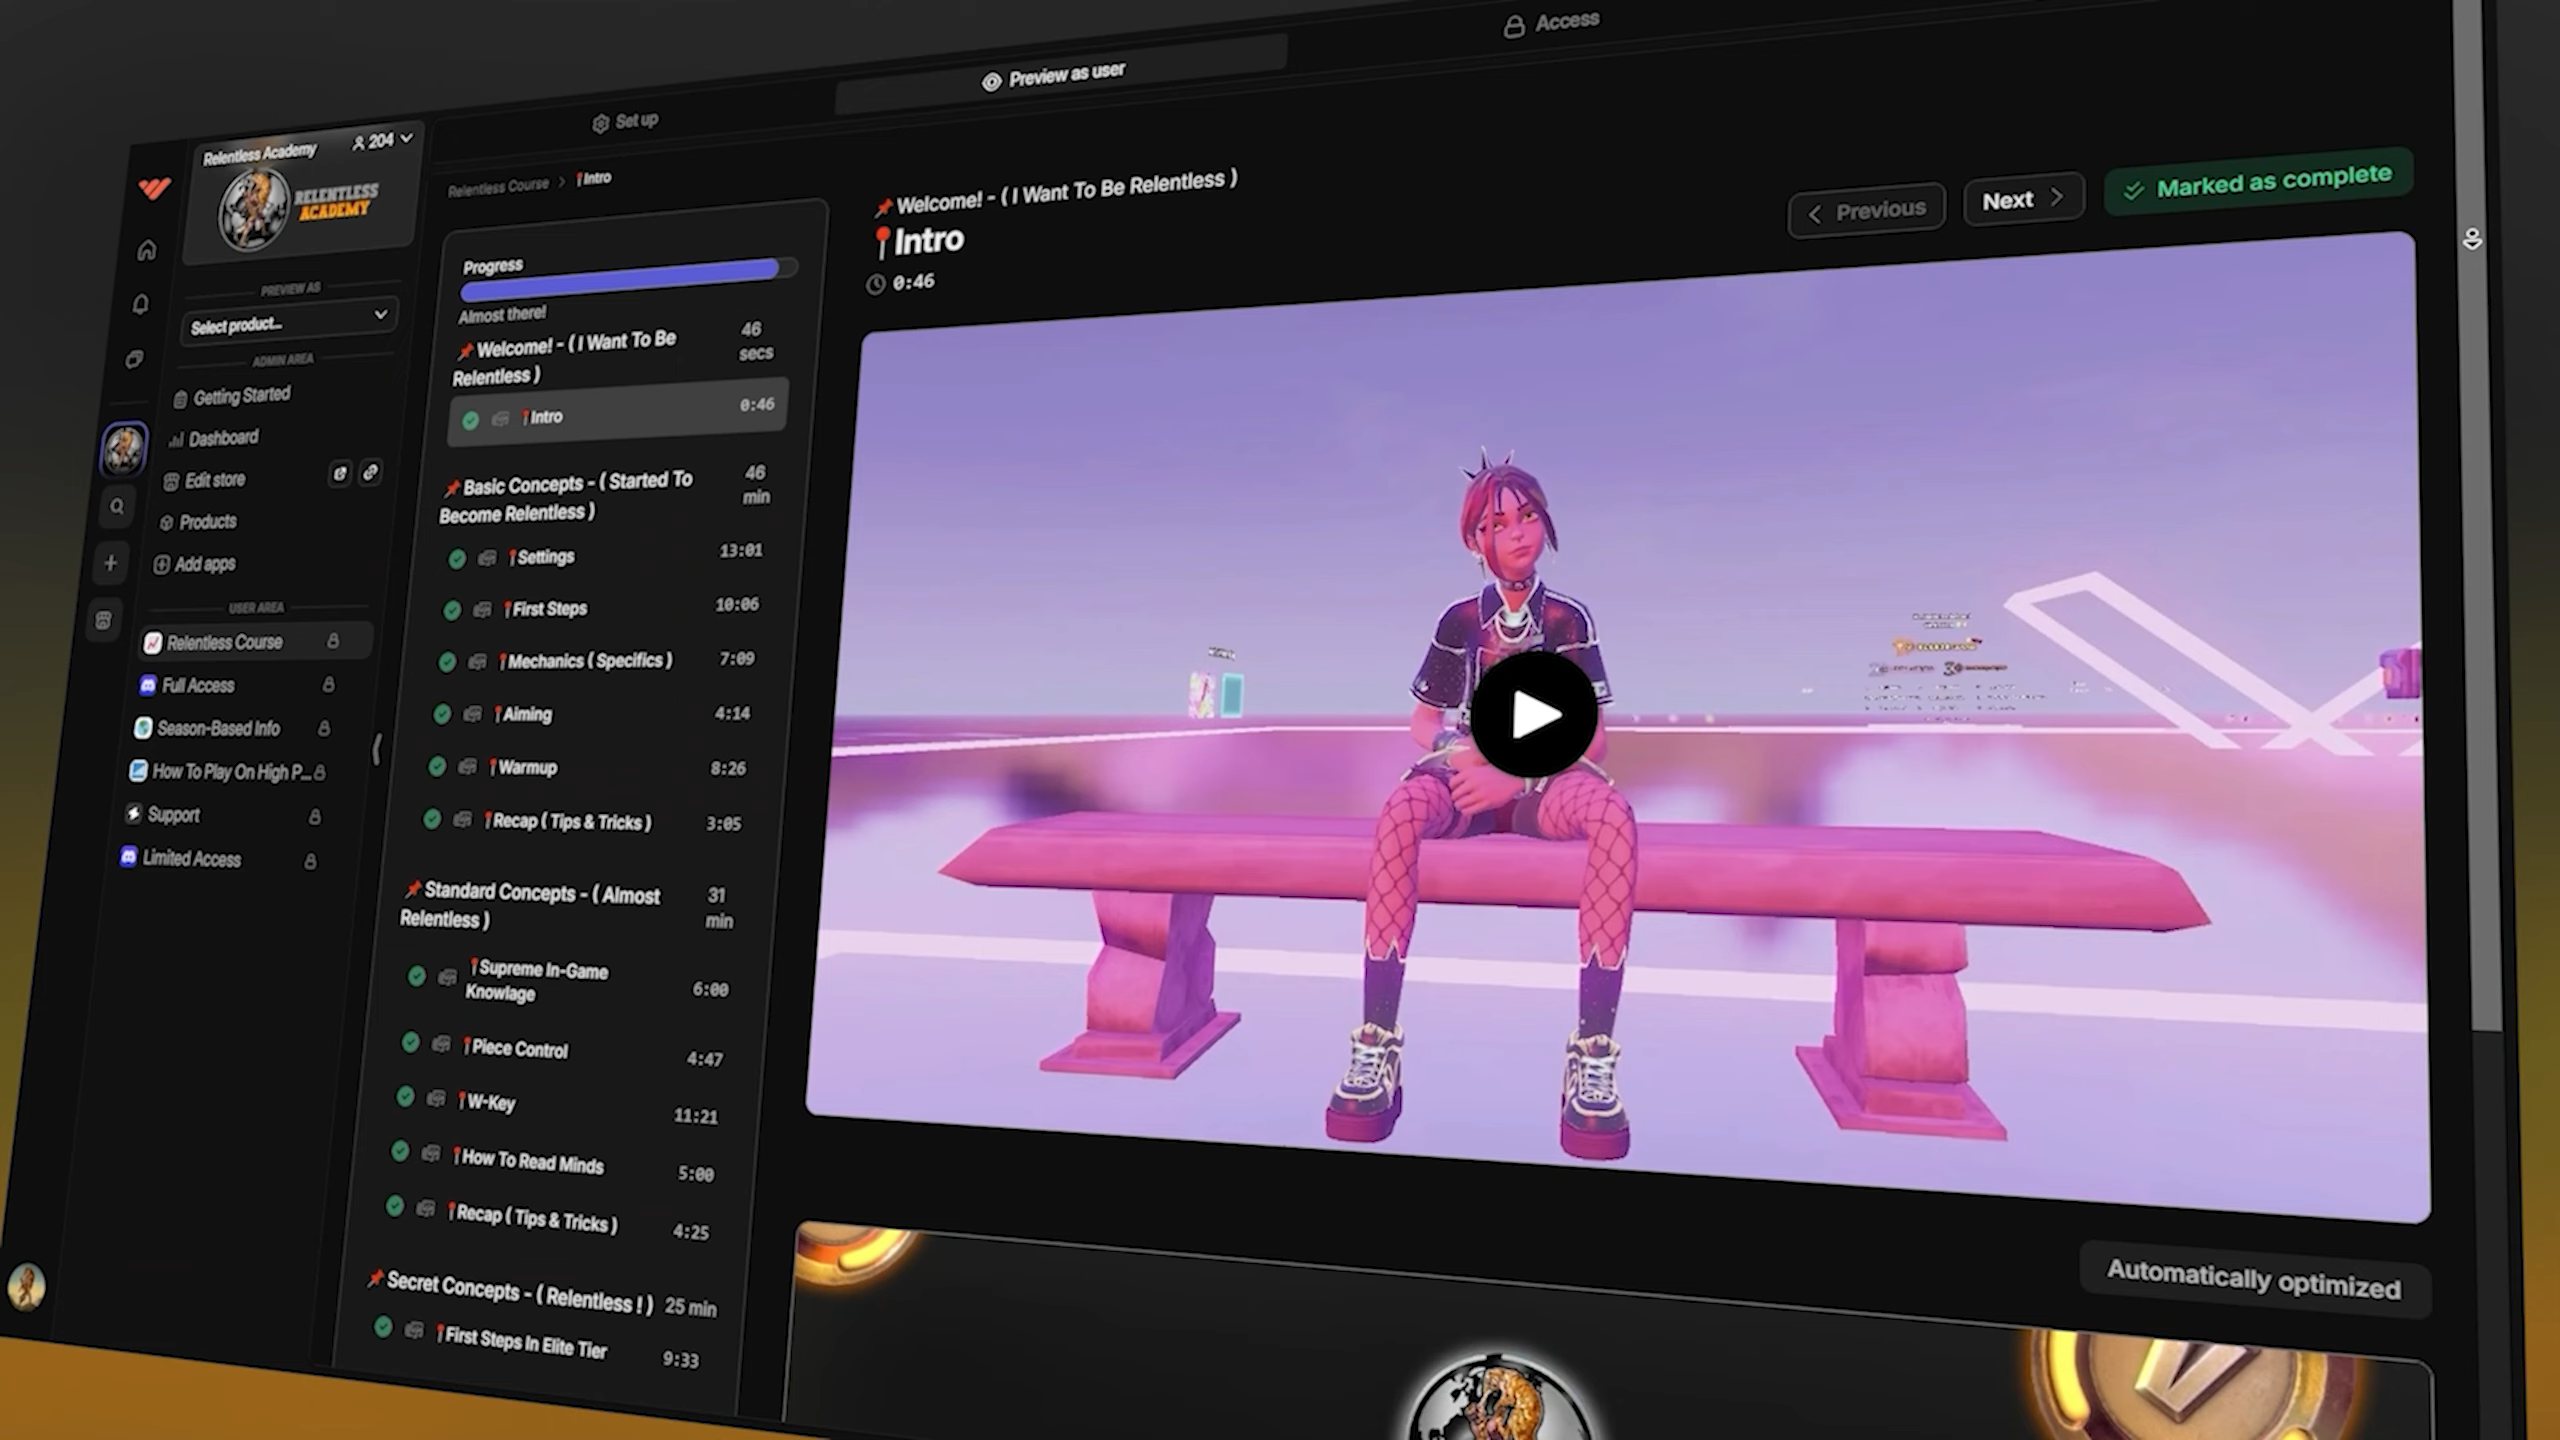 Access
Preview as user
Set up
Relentless Academy
204
RELENTLESS
ACADEMY
PREVIEW AS
Select product...
ADMIN AREA
Getting Started
Dashboard
Edit store
Products
Add apps
USER AREA
Relentless Course
Full Access
Season-Based Info
How To Play On High P...
Support
Limited Access
Relentless Course > Intro
Progress
Almost there!
Welcome! - ( I Want To Be
Relentless )
46
secs
Intro
0:46
Basic Concepts - ( Started To
Become Relentless )
46
min
Settings
13:01
First Steps
10:06
Mechanics ( Specifics )
7:09
Aiming
4:14
Warmup
8:26
Recap ( Tips & Tricks )
3:05
Standard Concepts - ( Almost
Relentless )
31
min
Supreme In-Game
Knowlage
6:00
Piece Control
4:47
W-Key
11:21
How To Read Minds
5:00
Recap ( Tips & Tricks )
4:25
Secret Concepts - ( Relentless ! )
25 min
First Steps In Elite Tier
9:33
Welcome! - ( I Want To Be Relentless )
Intro
0:46
Previous
Next
Marked as complete
Automatically optimized